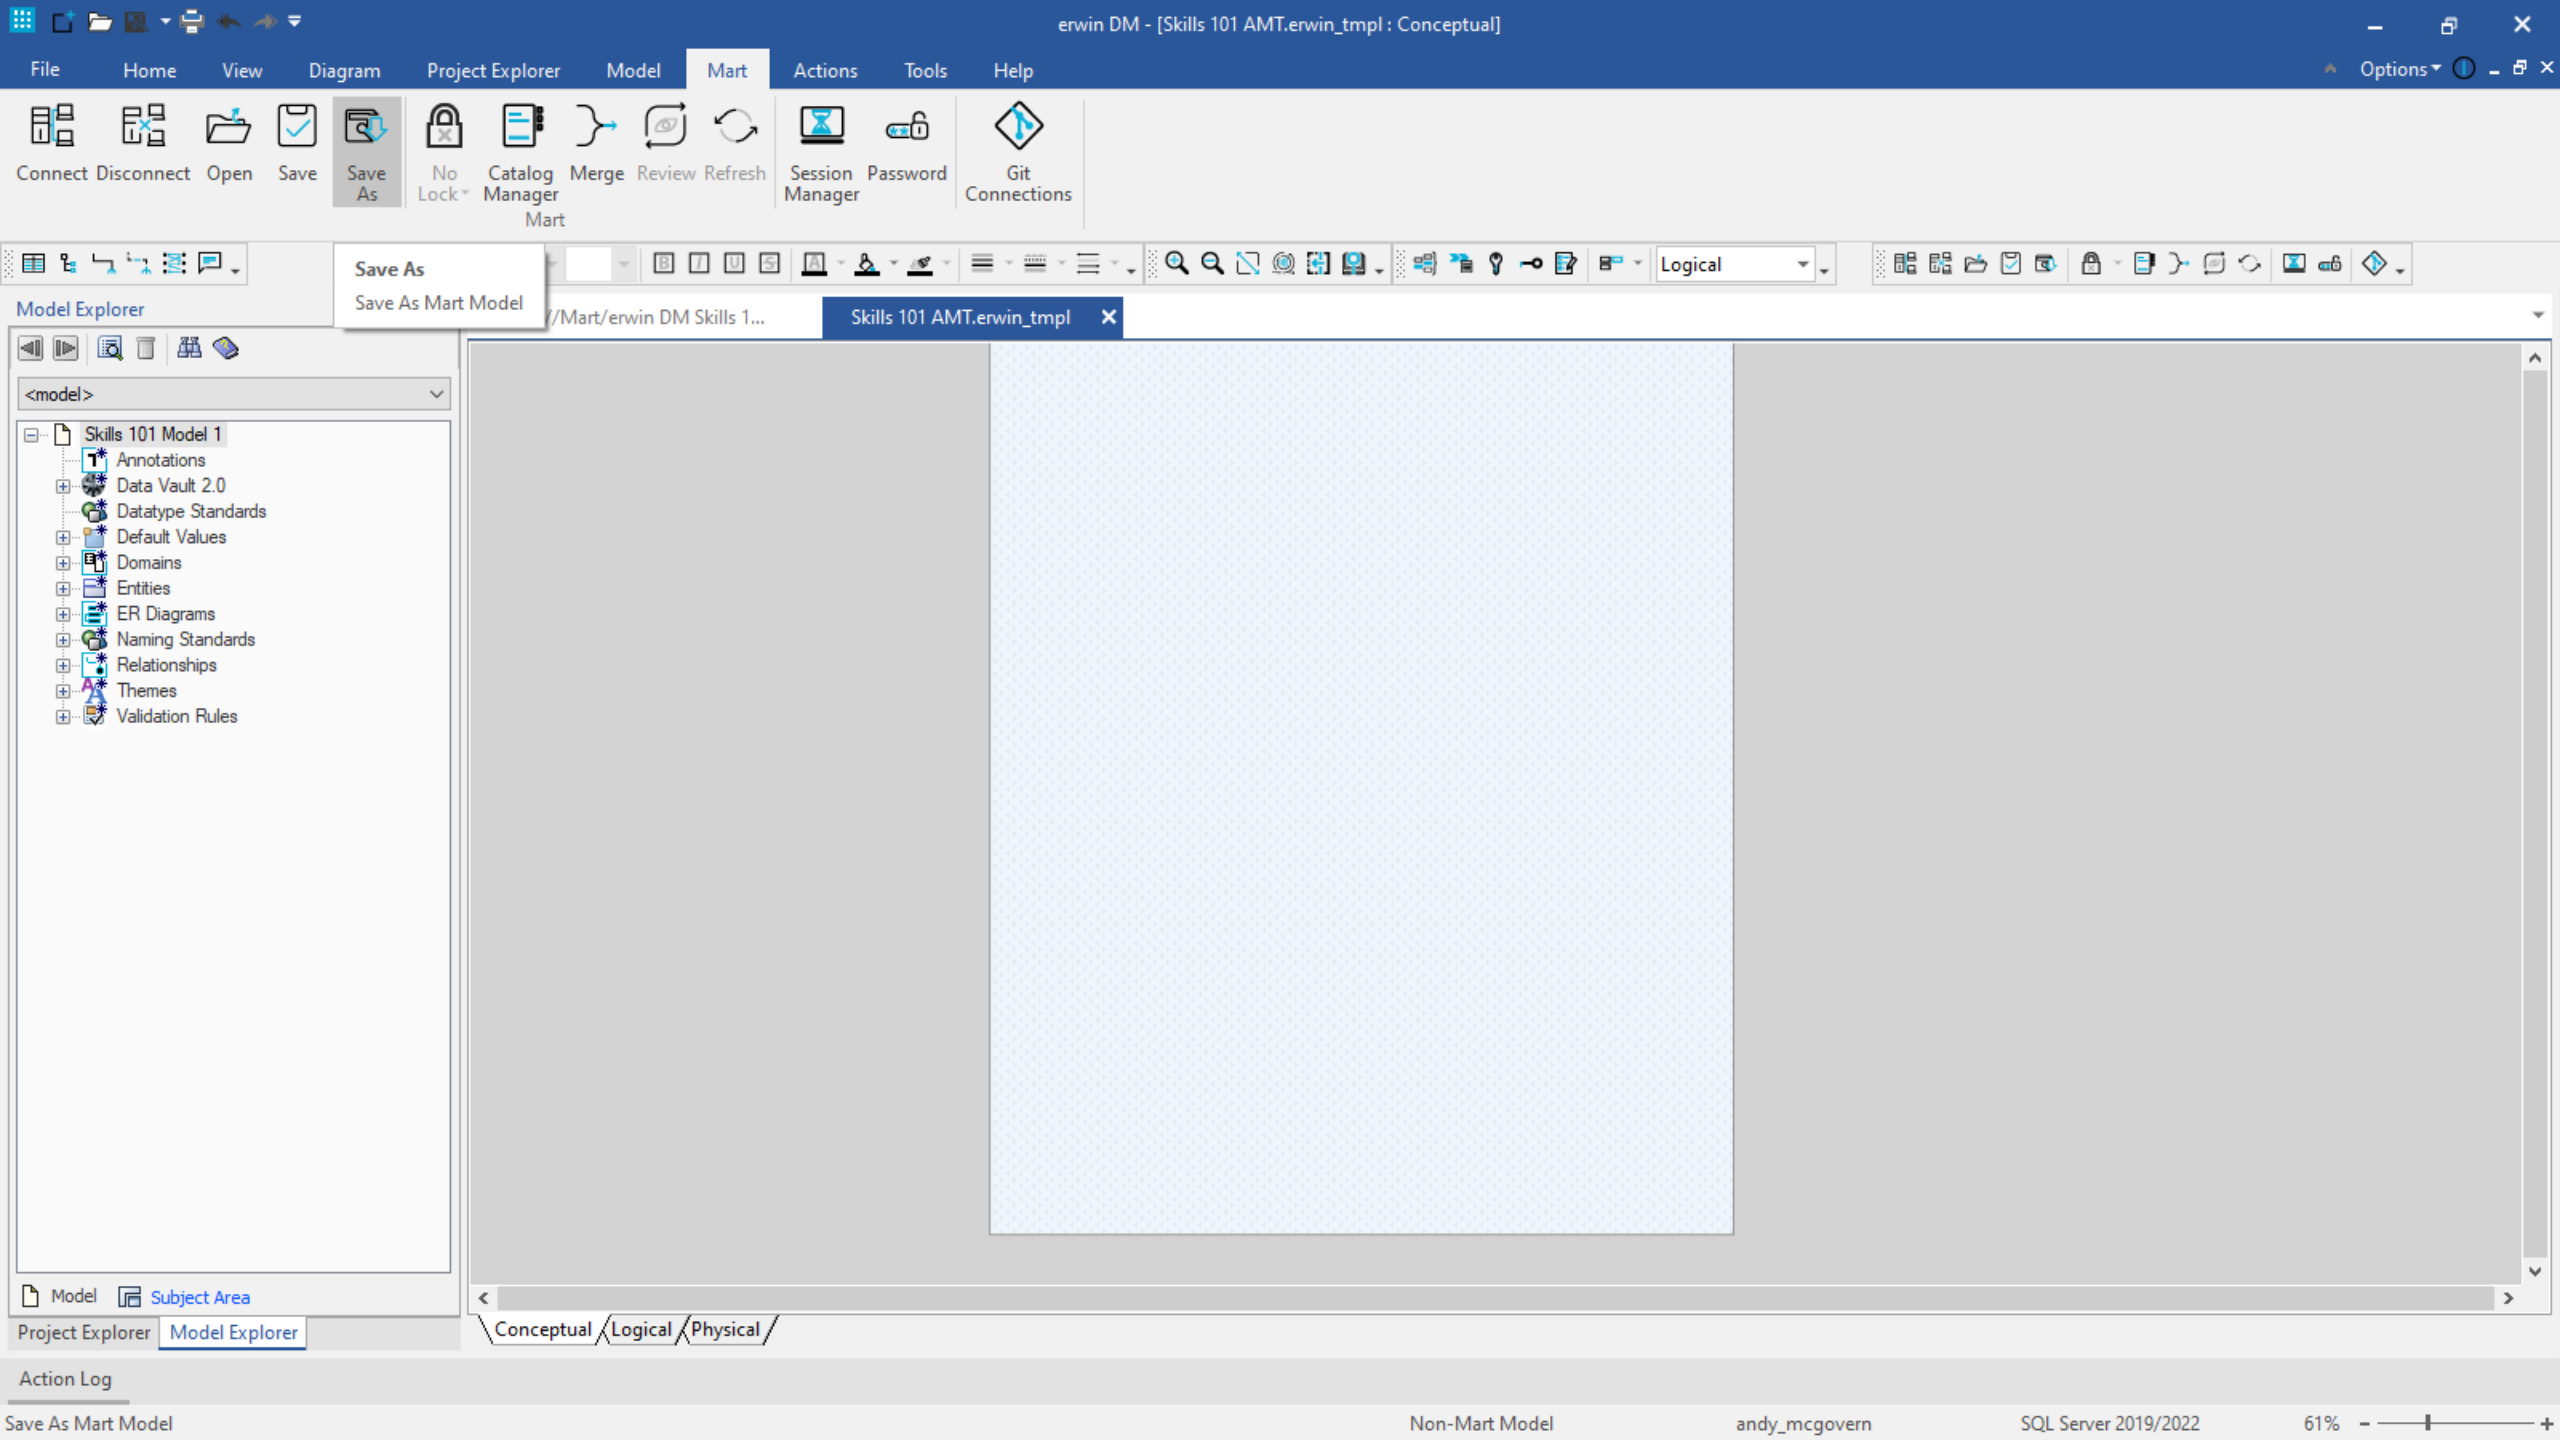 erwin DM - [Skills 101 AMT.erwin_tmpl : Conceptual]
File Home View Diagram Project Explorer Model Mart Actions Tools Help Options
Connect Disconnect Open Save Save As No Lock Catalog Manager Merge Review Refresh Session Manager Password Git Connections
Mart
Logical
Save As
Save As Mart Model
Model Explorer
//Mart/erwin DM Skills 1... Skills 101 AMT.erwin_tmpl
<model>
Skills 101 Model 1
Annotations
Data Vault 2.0
Datatype Standards
Default Values
Domains
Entities
ER Diagrams
Naming Standards
Relationships
Themes
Validation Rules
Model Subject Area
Project Explorer Model Explorer
Conceptual Logical Physical
Action Log
Save As Mart Model Non-Mart Model andy_mcgovern SQL Server 2019/2022 61%